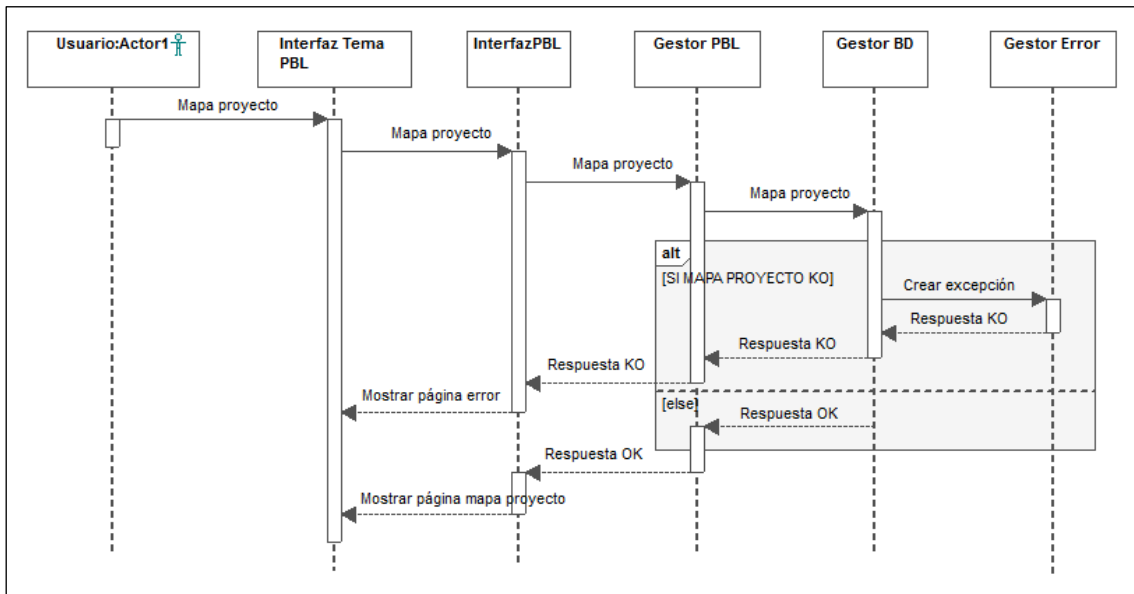 Usuario:Actor1
Interfaz Tema
PBL
InterfazPBL
Gestor PBL
Gestor BD
Gestor Error
Mapa proyecto
Mapa proyecto
Mapa proyecto
Mapa proyecto
alt
[SI MAPA PROYECTO KO]
Crear excepción
Respuesta KO
Respuesta KO
Respuesta KO
Mostrar página error
[else]
Respuesta OK
Respuesta OK
Mostrar página mapa proyecto